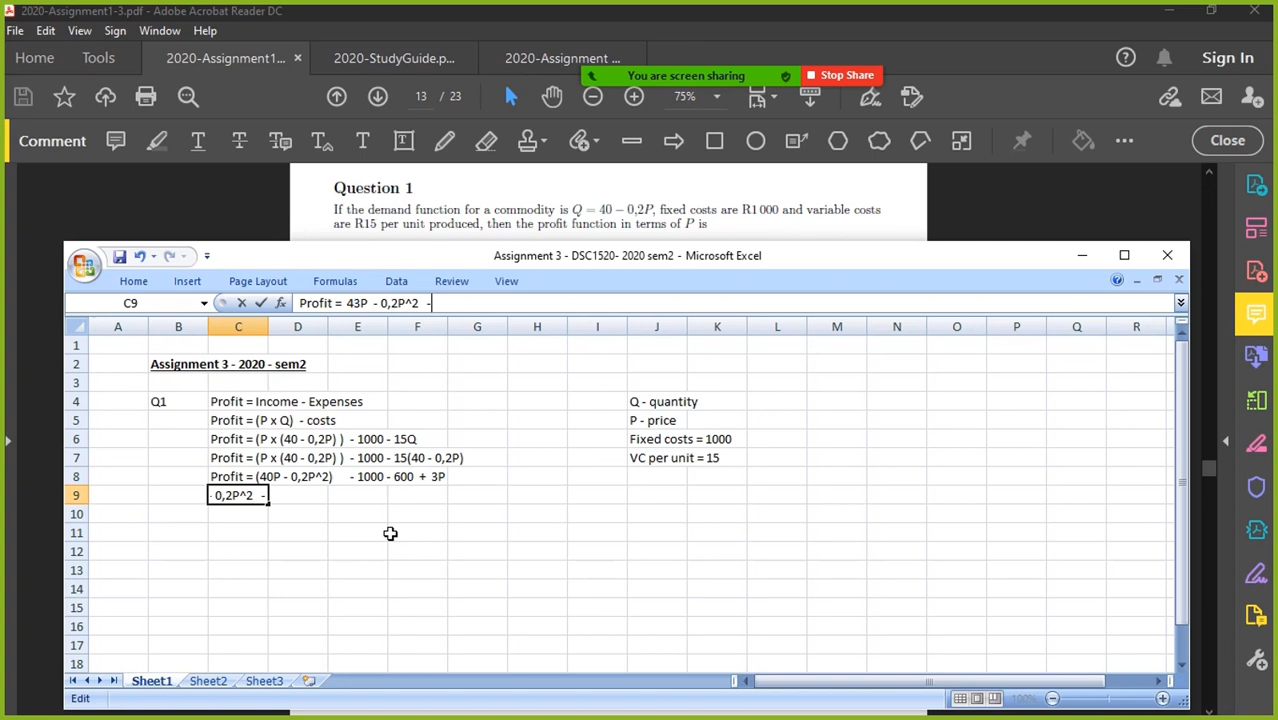 2020-Assignment1-3.pdf - Adobe Acrobat Reader DC
File Edit View Sign Window Help
Home Tools 2020-Assignment1... × 2020-StudyGuide.p... 2020-Assignment ... Sign In
You are screen sharing Stop Share
13 / 23 75%
Comment Close
Question 1
If the demand function for a commodity is Q = 40 − 0,2P, fixed costs are R1 000 and variable costs
are R15 per unit produced, then the profit function in terms of P is
Assignment 3 - DSC1520- 2020 sem2 - Microsoft Excel
Home Insert Page Layout Formulas Data Review View
C9 fx Profit = 43P - 0,2P^2 -
A B C D E F G H I J K L M N O P Q R
1
2 Assignment 3 - 2020 - sem2
3
4 Q1 Profit = Income - Expenses Q - quantity
5 Profit = (P x Q) - costs P - price
6 Profit = (P x (40 - 0,2P) ) - 1000 - 15Q Fixed costs = 1000
7 Profit = (P x (40 - 0,2P) ) - 1000 - 15(40 - 0,2P) VC per unit = 15
8 Profit = (40P - 0,2P^2) - 1000 - 600 + 3P
9 - 0,2P^2 -
10
11
12
13
14
15
16
17
18
Sheet1 Sheet2 Sheet3
Edit 100%